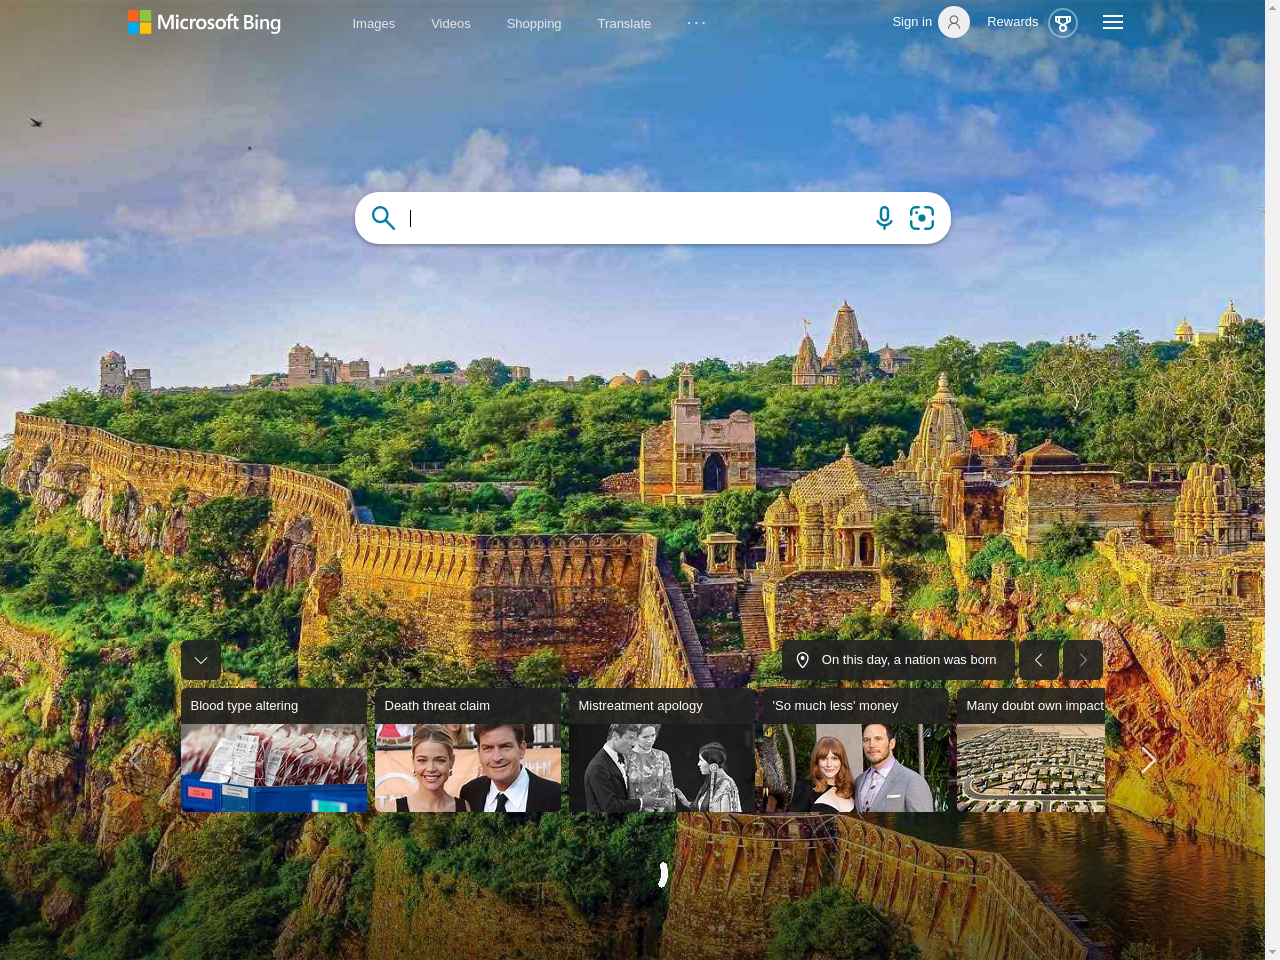 Microsoft Bing
Images
Videos
Shopping
Translate
Sign in
Rewards
On this day, a nation was born
Blood type altering
Death threat claim
Mistreatment apology
'So much less' money
Many doubt own impact